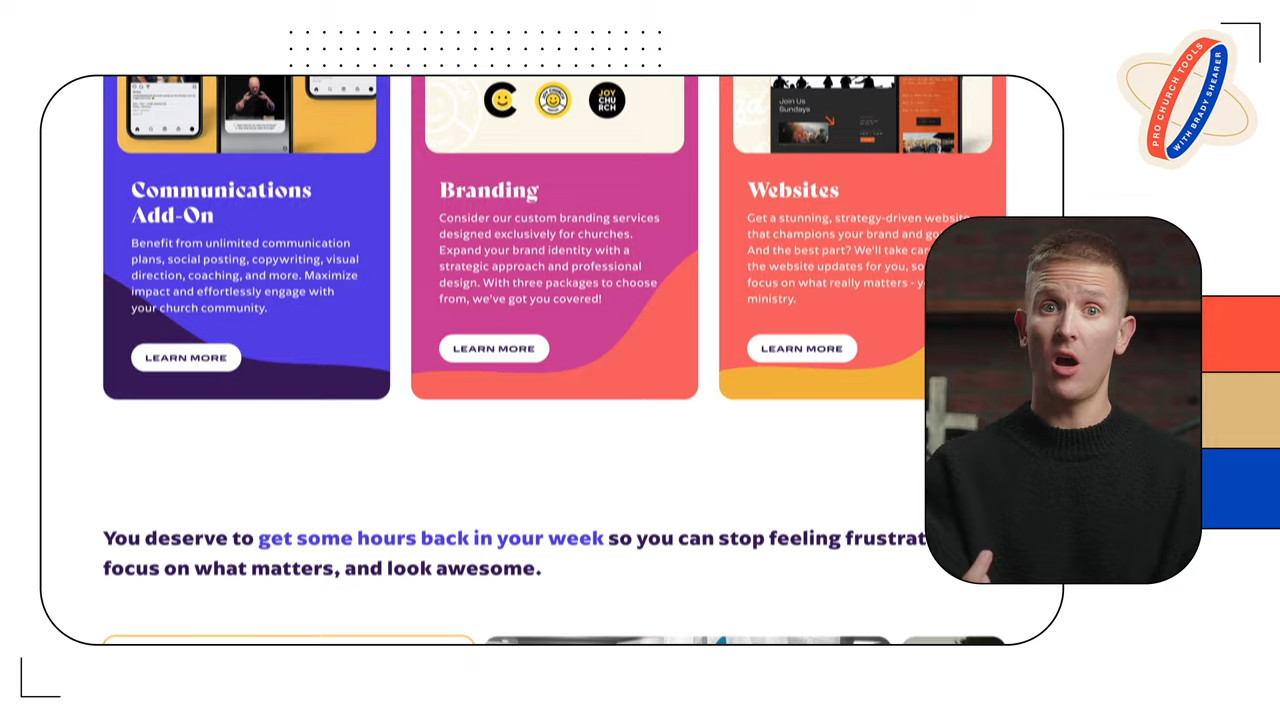 PRO CHURCH TOOLS
WITH BRADY SHEARER
JOY
CHU
RCH
Join Us
Sundays
Communications
Add-On
Benefit from unlimited communication
plans, social posting, copywriting, visual
direction, coaching, and more. Maximize
impact and effortlessly engage with
your church community.
LEARN MORE
Branding
Consider our custom branding services
designed exclusively for churches.
Expand your brand identity with a
strategic approach and professional
design. With three packages to choose
from, we've got you covered!
LEARN MORE
Websites
Get a stunning, strategy-driven website
that champions your brand and go
And the best part? We'll take car
the website updates for you, so
focus on what really matters - y
ministry.
LEARN MORE
You deserve to get some hours back in your week so you can stop feeling frustrat
focus on what matters, and look awesome.